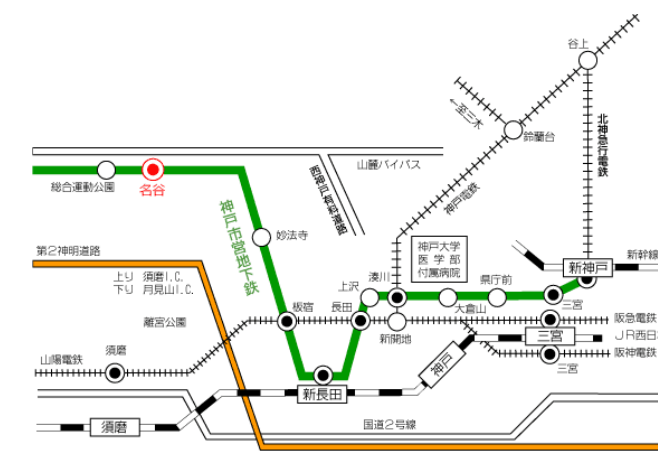 谷上
←至三木
鈴蘭台
北神急行電鉄
山麓バイパス
西神戸有料道路
神戸電鉄
総合運動公園
名谷
神戸市営地下鉄
妙法寺
神戸大学
医学部
付属病院
第2神明道路
新幹線
新神戸
上り 須磨I.C.
下り 月見山I.C.
湊川
県庁前
上沢
大倉山
三宮
板宿
長田
離宮公園
新開地
阪急電鉄
三宮
JR西日
山陽電鉄
須磨
神戸
阪神電鉄
三宮
新長田
須磨
国道2号線